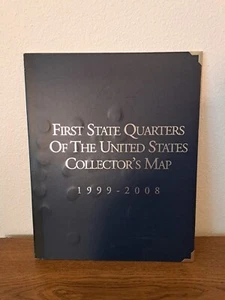 First State Quarters
Of The United States
Collector's Map
1999-2008